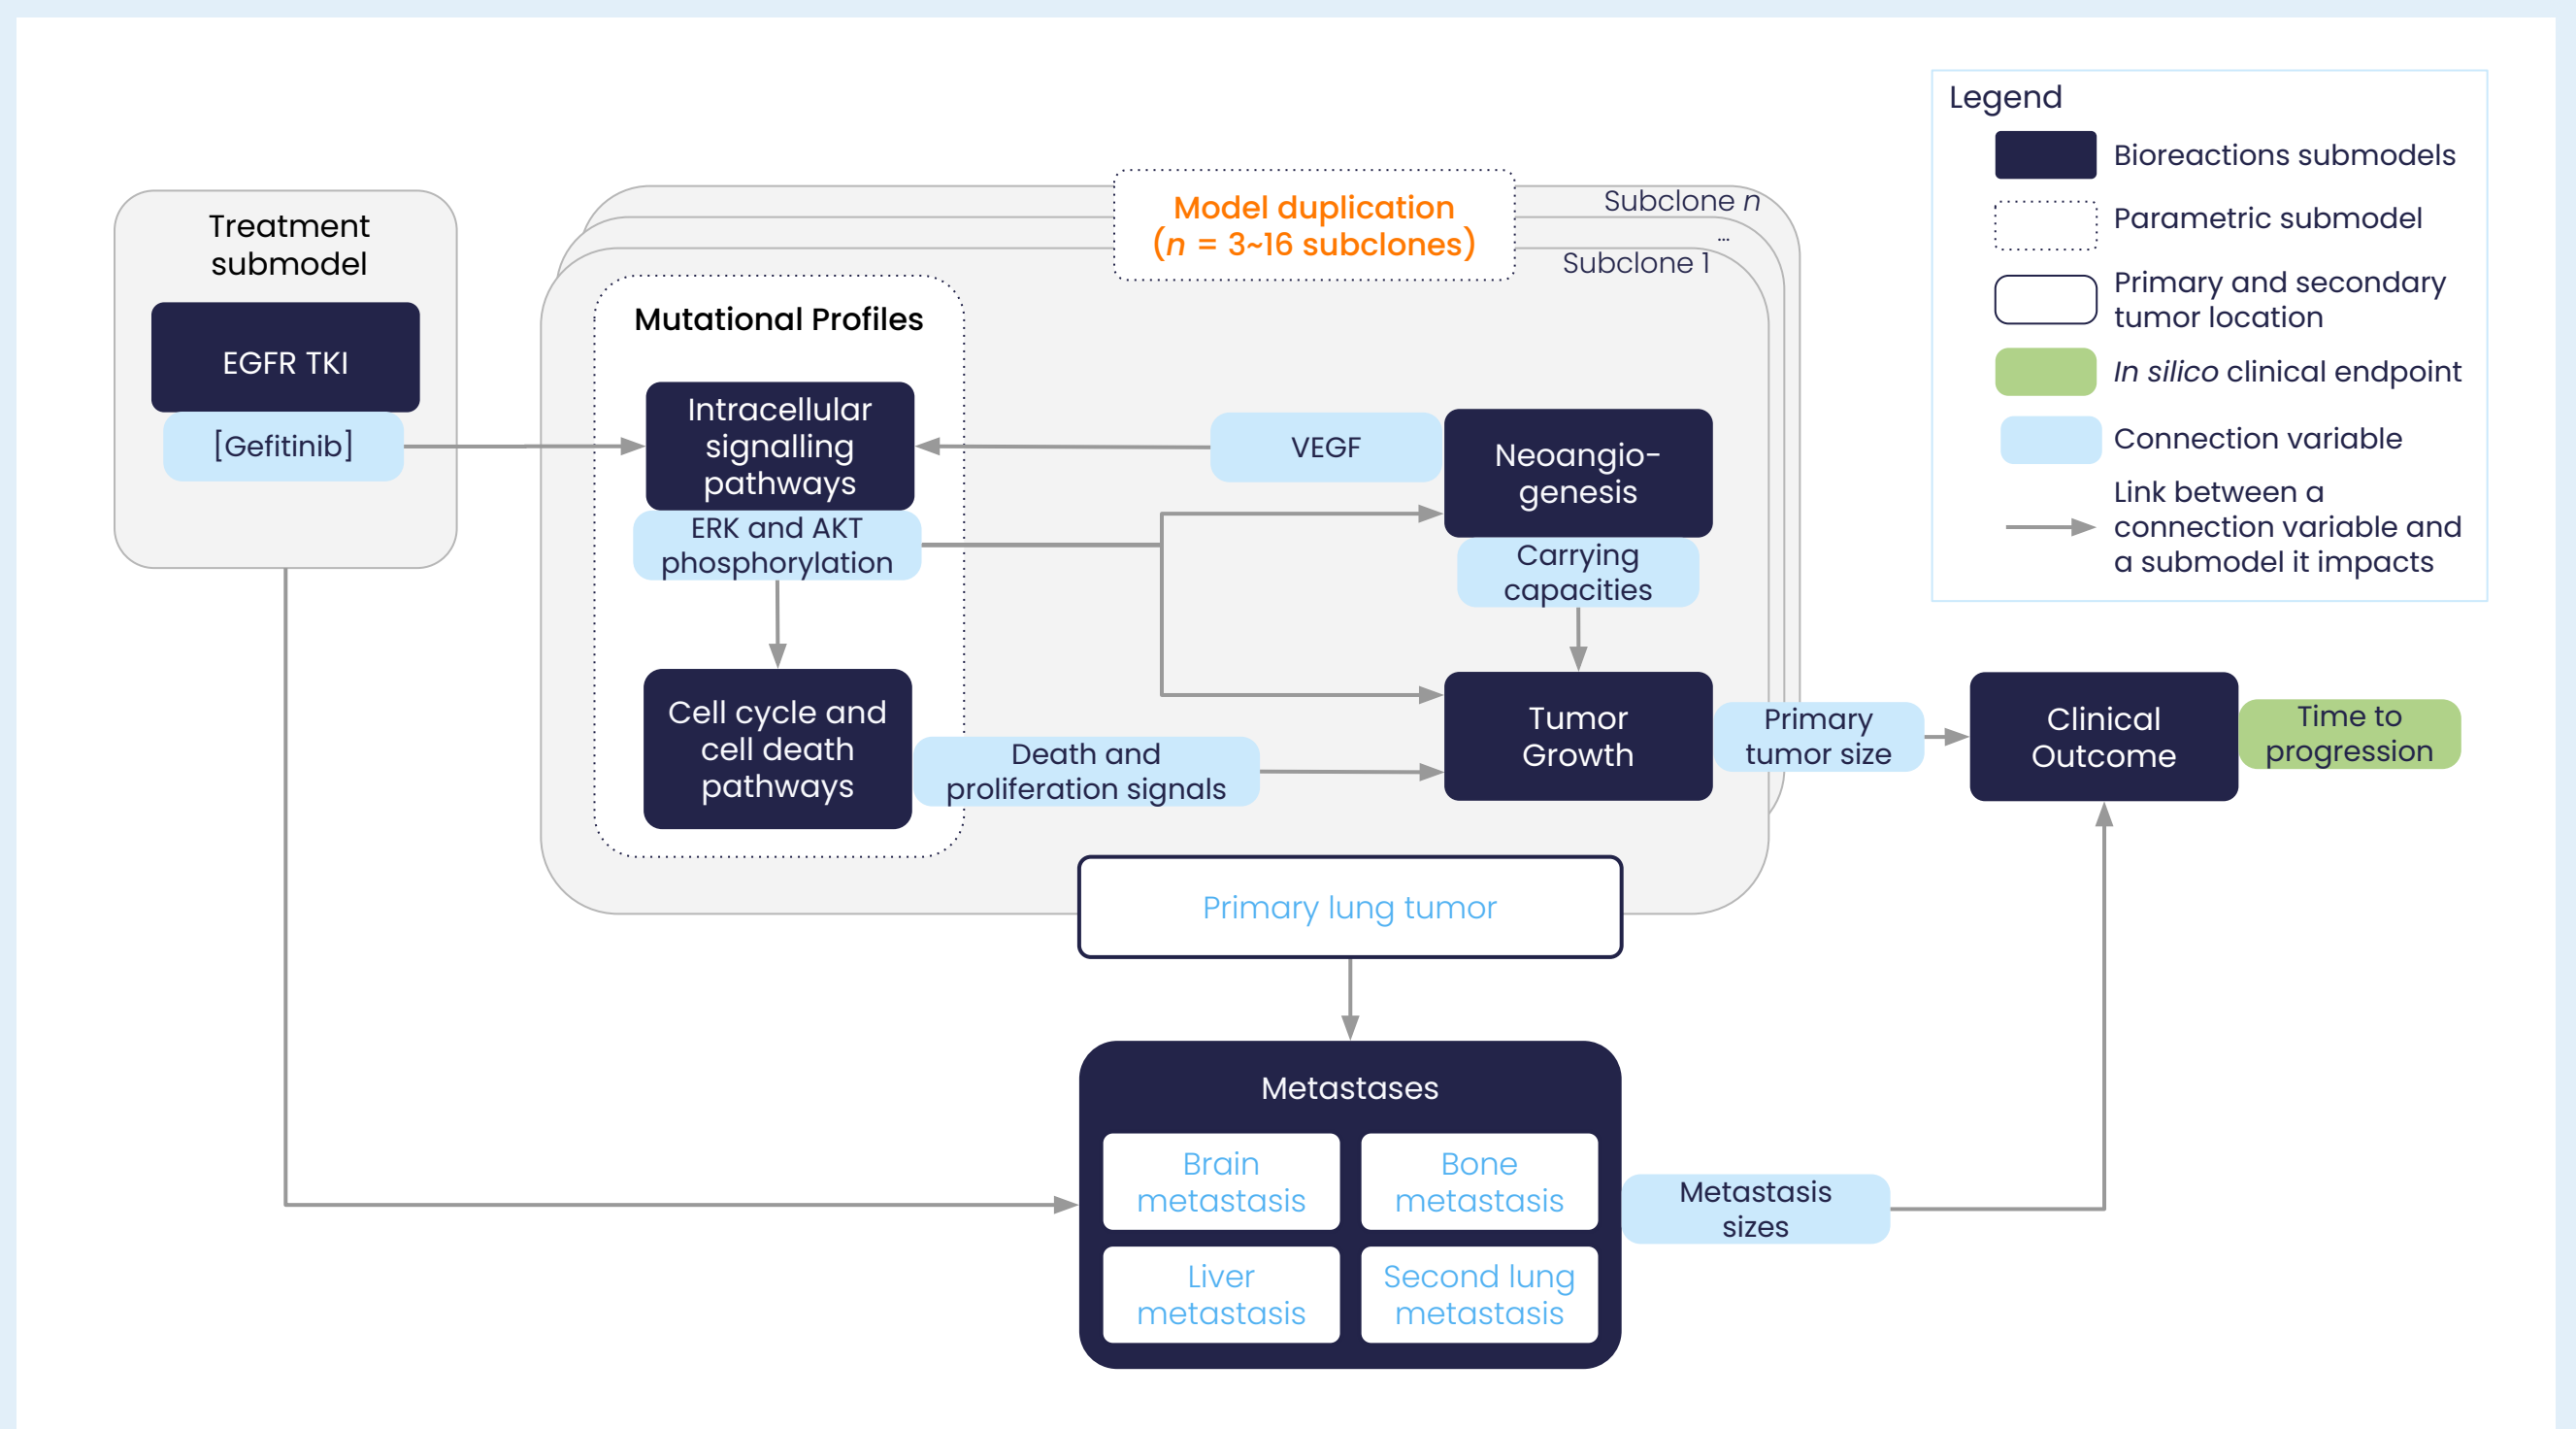 Legend
Bioreactions submodels
Parametric submodel
Primary and secondary
tumor location
In silico clinical endpoint
Connection variable
Link between a
connection variable and
a submodel it impacts
Treatment
submodel
EGFR TKI
[Gefitinib]
Model duplication
(n = 3~16 subclones)
Subclone n
...
Subclone 1
Mutational Profiles
Intracellular
signalling
pathways
ERK and AKT
phosphorylation
VEGF
Neoangio-
genesis
Carrying
capacities
Cell cycle and
cell death
pathways
Death and
proliferation signals
Tumor
Growth
Primary
tumor size
Clinical
Outcome
Time to
progression
Primary lung tumor
Metastases
Brain
metastasis
Bone
metastasis
Liver
metastasis
Second lung
metastasis
Metastasis
sizes